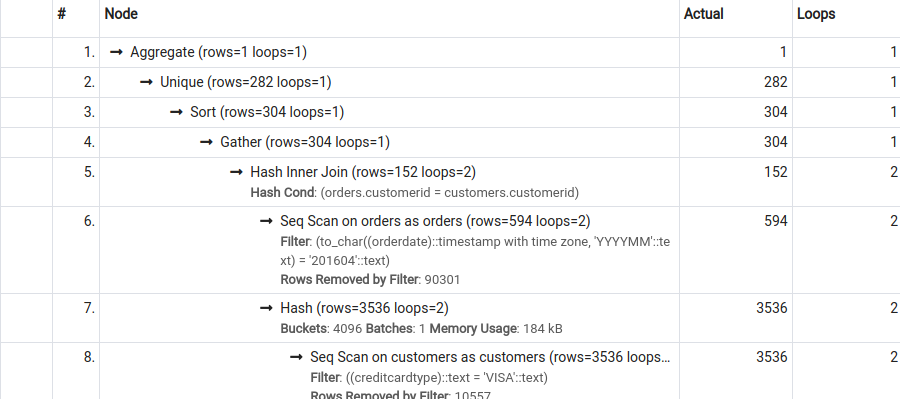 # Node Actual Loops
1. → Aggregate (rows=1 loops=1) 1 1
2. → Unique (rows=282 loops=1) 282 1
3. → Sort (rows=304 loops=1) 304 1
4. → Gather (rows=304 loops=1) 304 1
5. → Hash Inner Join (rows=152 loops=2) 152 2
Hash Cond: (orders.customerid = customers.customerid)
6. → Seq Scan on orders as orders (rows=594 loops=2) 594 2
Filter: (to_char((orderdate)::timestamp with time zone, 'YYYYMM'::te
xt) = '201604'::text)
Rows Removed by Filter: 90301
7. → Hash (rows=3536 loops=2) 3536 2
Buckets: 4096 Batches: 1 Memory Usage: 184 kB
8. → Seq Scan on customers as customers (rows=3536 loops... 3536 2
Filter: ((creditcardtype)::text = 'VISA'::text)
Rows Removed by Filter: 10557